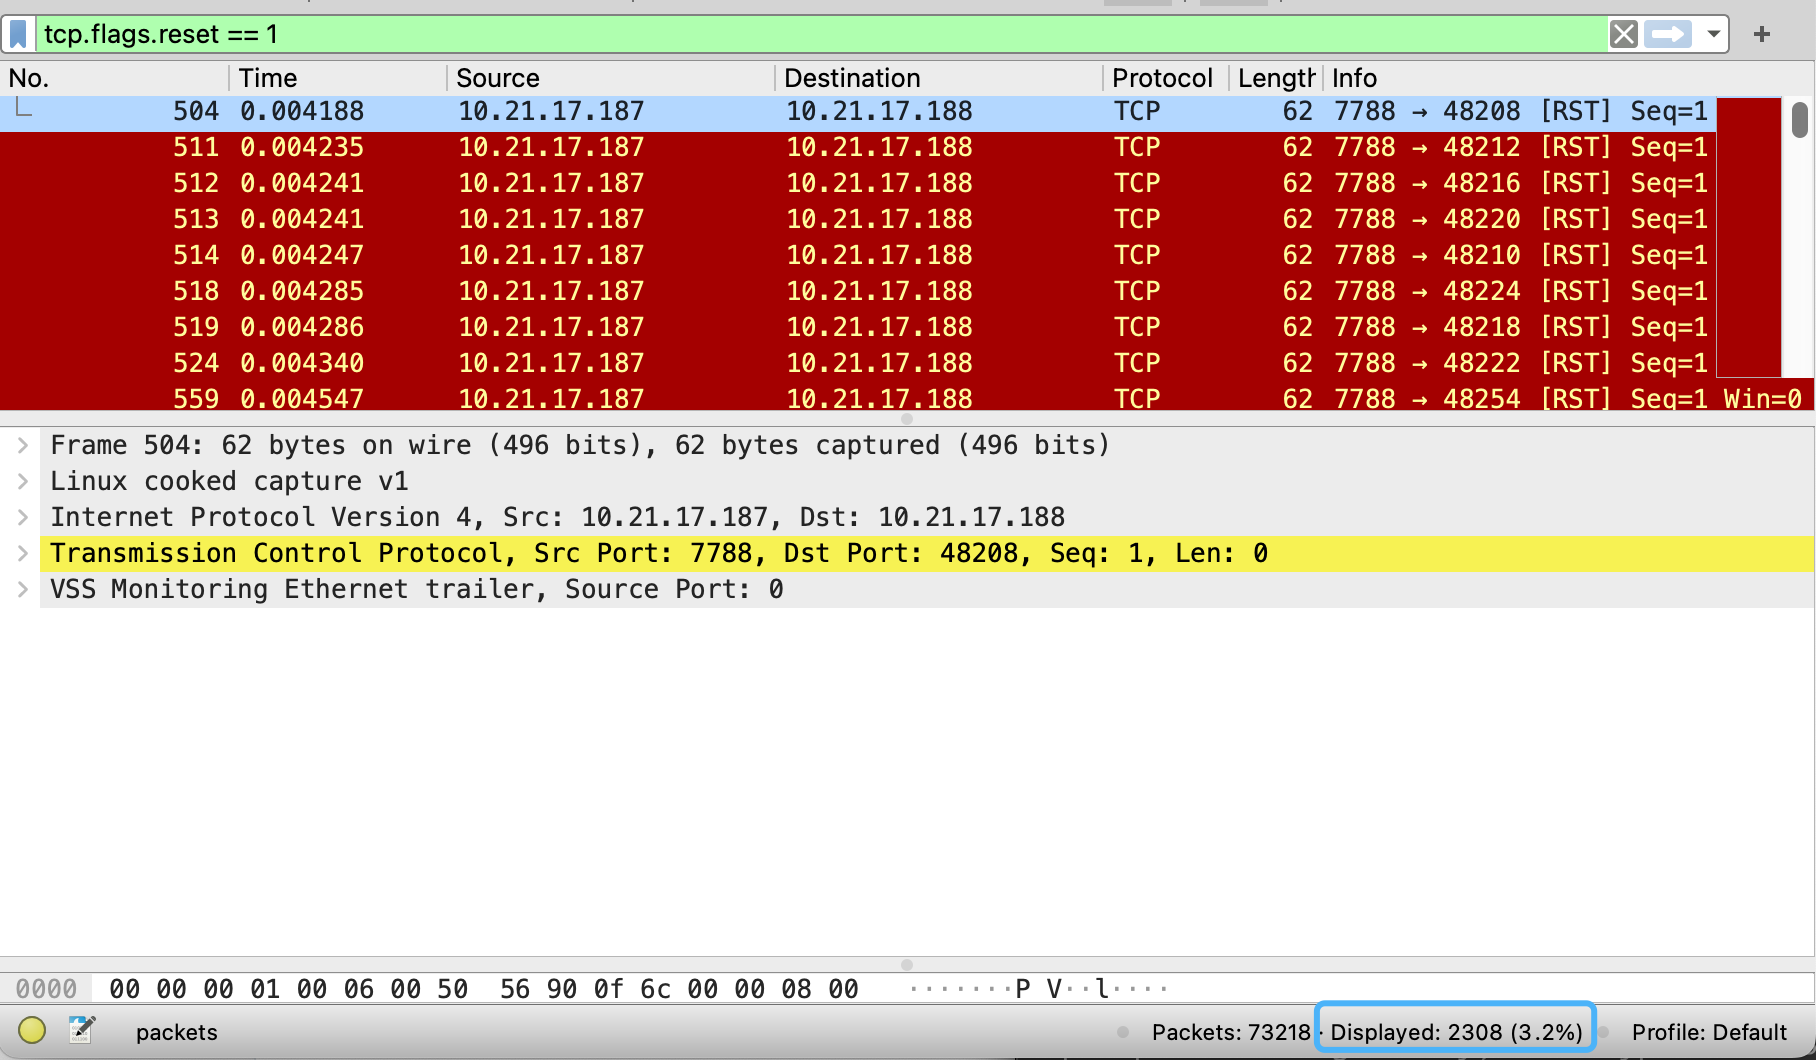 tcp.flags.reset == 1
No. Time Source Destination Protocol Length Info
504 0.004188 10.21.17.187 10.21.17.188 TCP 62 7788 → 48208 [RST] Seq=1
511 0.004235 10.21.17.187 10.21.17.188 TCP 62 7788 → 48212 [RST] Seq=1
512 0.004241 10.21.17.187 10.21.17.188 TCP 62 7788 → 48216 [RST] Seq=1
513 0.004241 10.21.17.187 10.21.17.188 TCP 62 7788 → 48220 [RST] Seq=1
514 0.004247 10.21.17.187 10.21.17.188 TCP 62 7788 → 48210 [RST] Seq=1
518 0.004285 10.21.17.187 10.21.17.188 TCP 62 7788 → 48224 [RST] Seq=1
519 0.004286 10.21.17.187 10.21.17.188 TCP 62 7788 → 48218 [RST] Seq=1
524 0.004340 10.21.17.187 10.21.17.188 TCP 62 7788 → 48222 [RST] Seq=1
559 0.004547 10.21.17.187 10.21.17.188 TCP 62 7788 → 48254 [RST] Seq=1 Win=0
Frame 504: 62 bytes on wire (496 bits), 62 bytes captured (496 bits)
Linux cooked capture v1
Internet Protocol Version 4, Src: 10.21.17.187, Dst: 10.21.17.188
Transmission Control Protocol, Src Port: 7788, Dst Port: 48208, Seq: 1, Len: 0
VSS Monitoring Ethernet trailer, Source Port: 0
0000 00 00 00 01 00 06 00 50 56 90 0f 6c 00 00 08 00 ·······P V··l····
packets Packets: 73218 · Displayed: 2308 (3.2%) Profile: Default